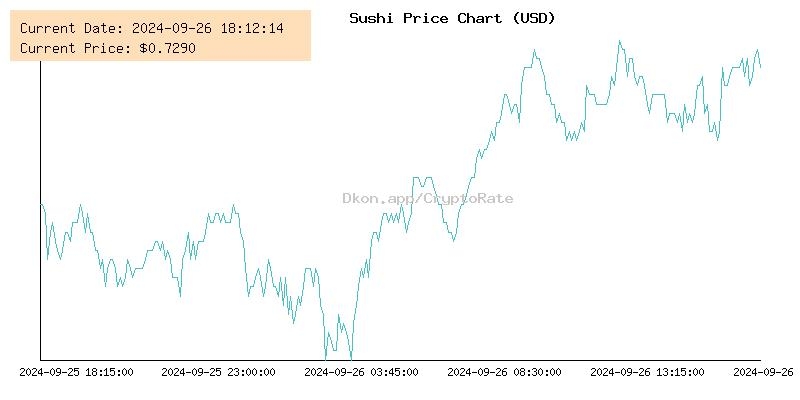 Sushi Price Chart (USD)
Current Date: 2024-09-26 18:12:14
Current Price: $0.7290
Dkon.app/CryptoRate
2024-09-25 18:15:00 2024-09-25 23:00:00 2024-09-26 03:45:00 2024-09-26 08:30:00 2024-09-26 13:15:00 2024-09-26